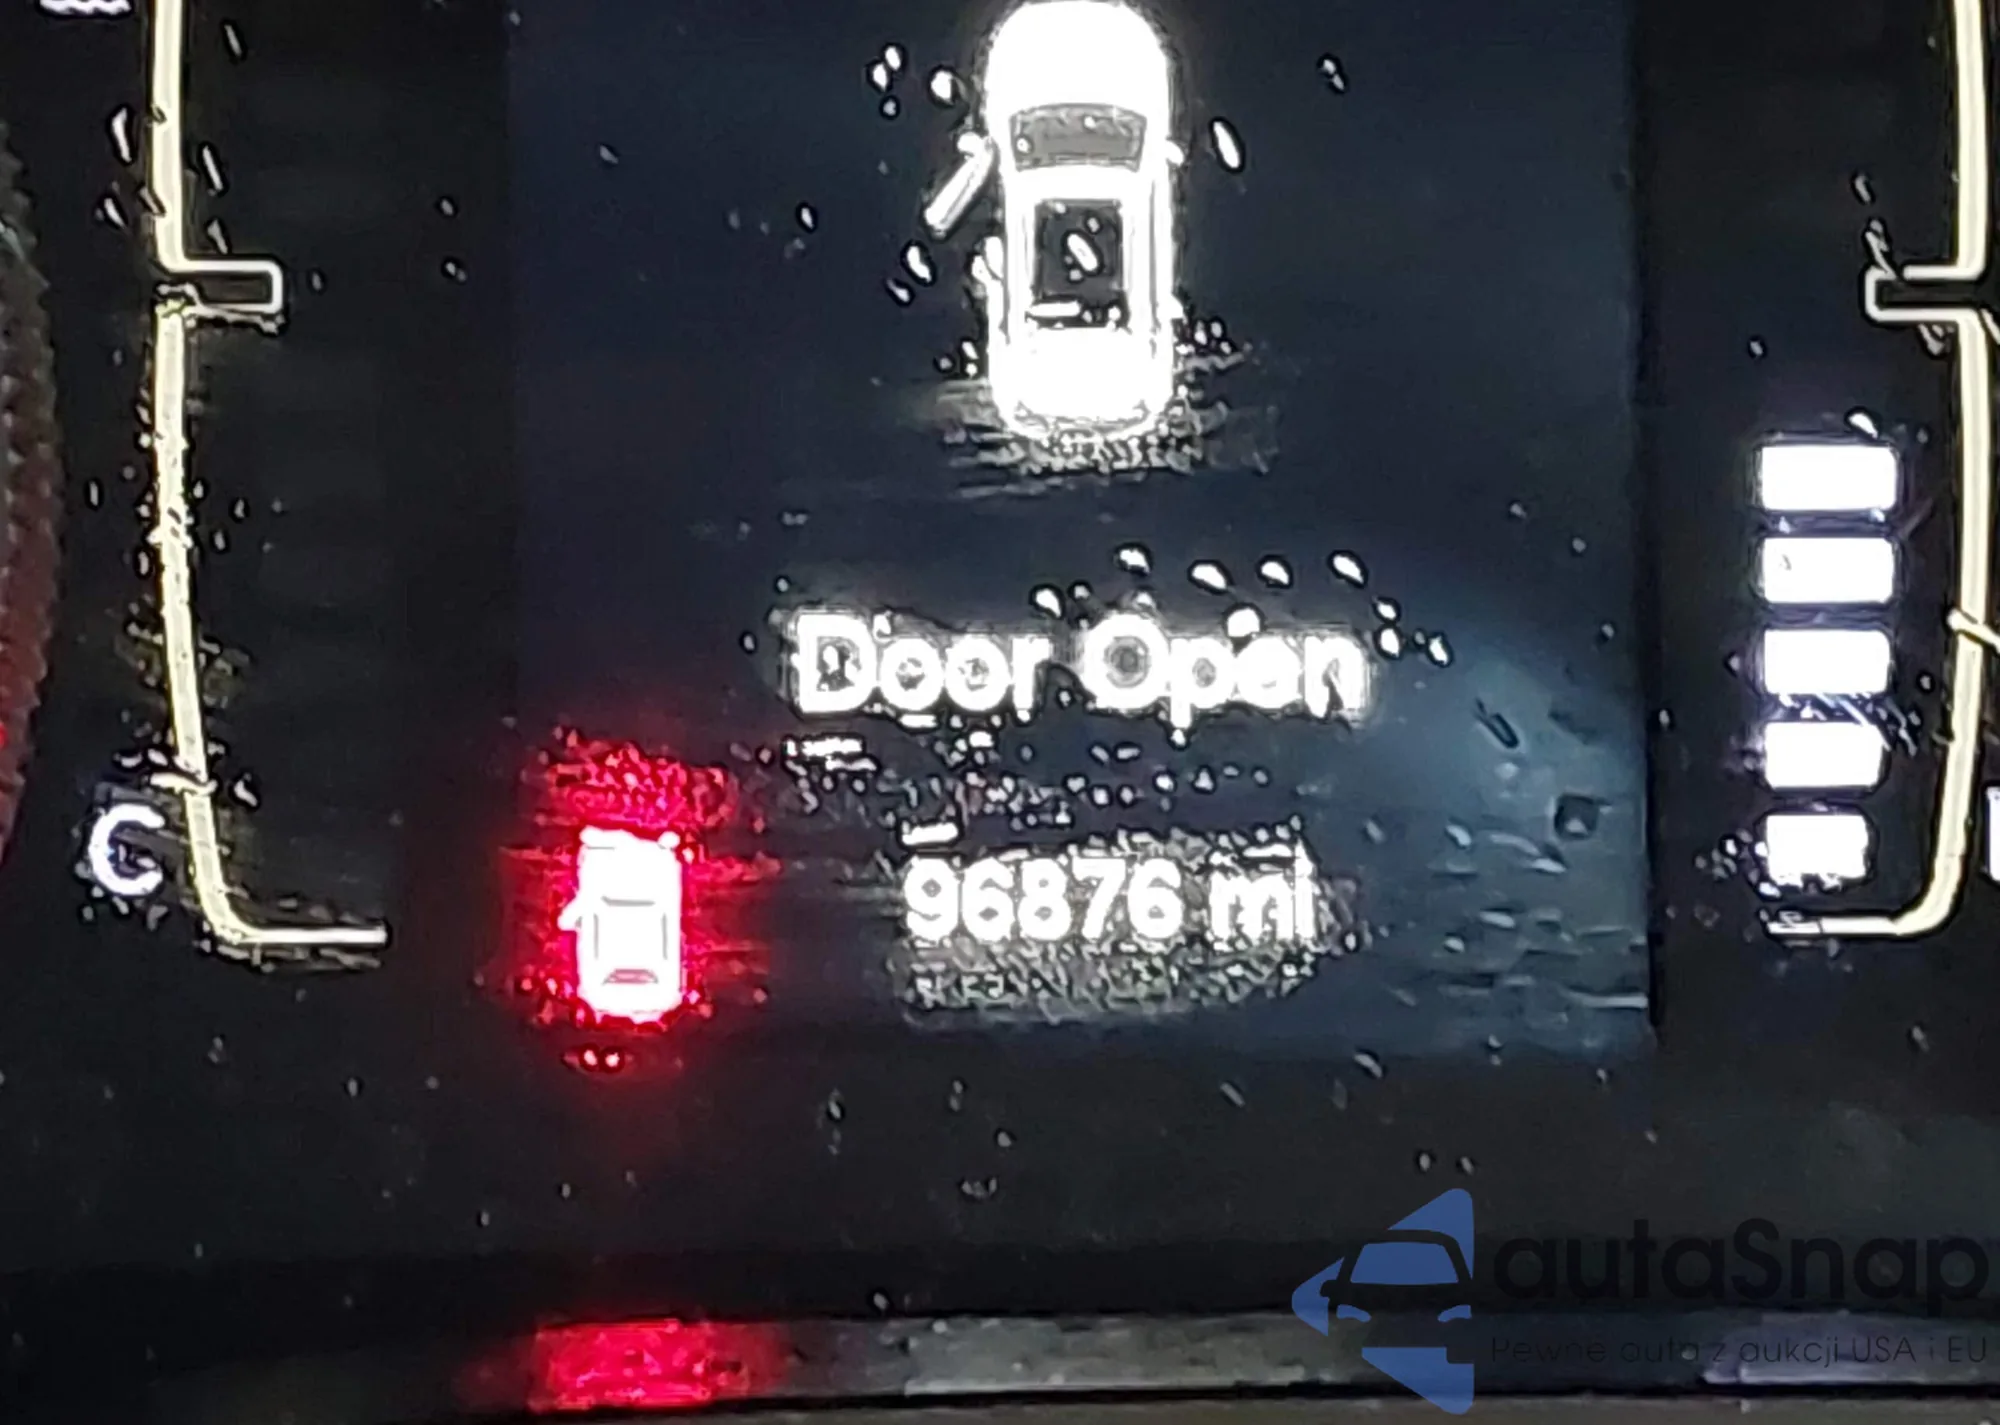 Door Open
96876 mi
C
autaSnap
Pewne auta z aukcji USA i EU